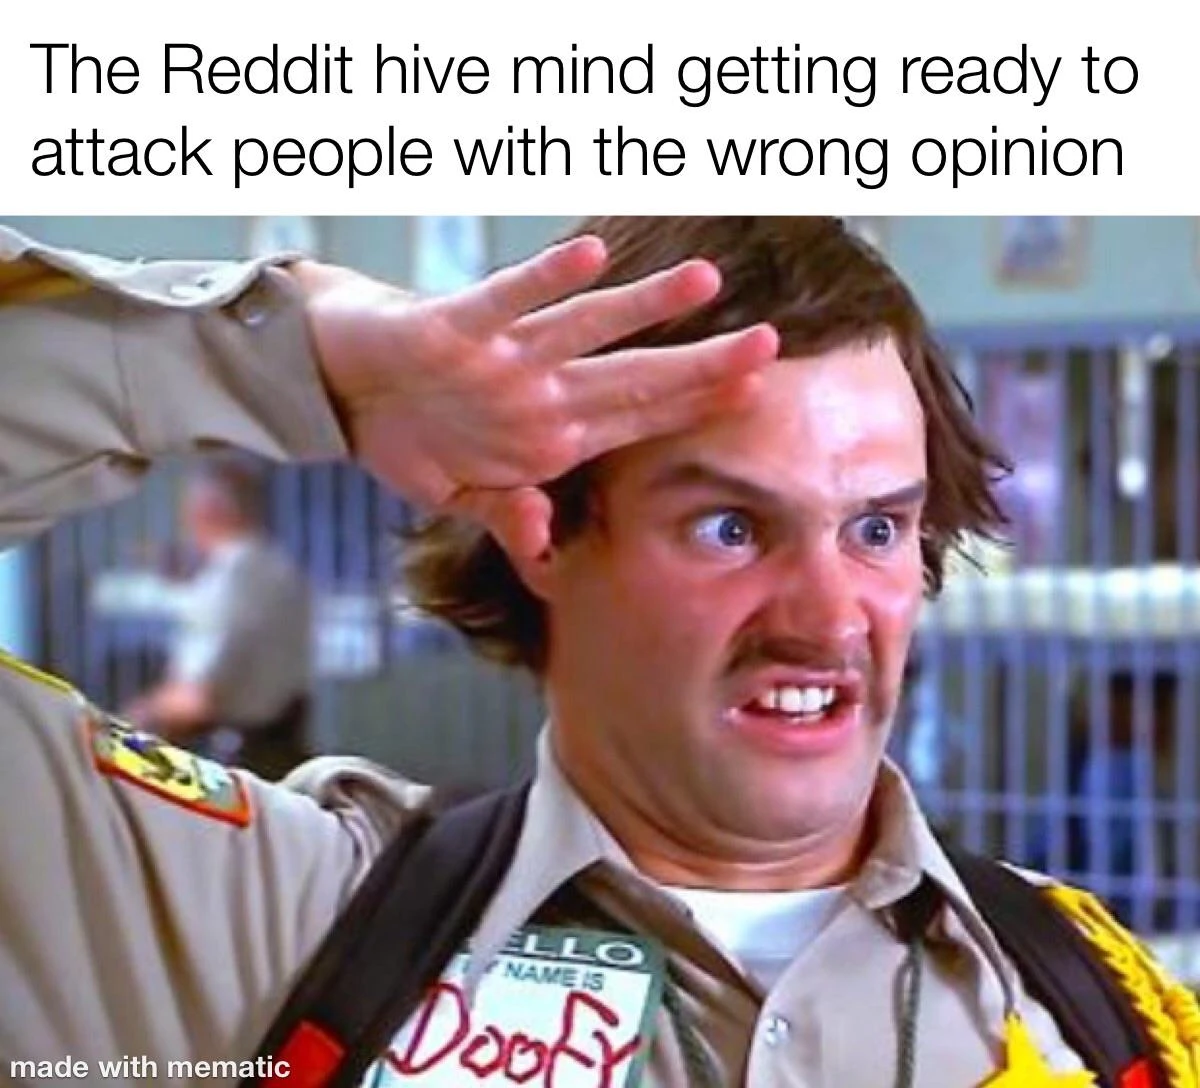 The Reddit hive mind getting ready to
attack people with the wrong opinion
ELLO
NAME IS
Doofy
made with mematic